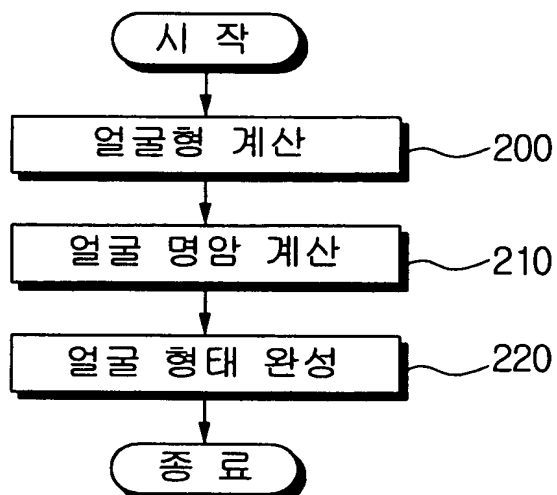 시 작
얼굴형 계산
200
얼굴 명암 계산
210
얼굴 형태 완성
220
종 료